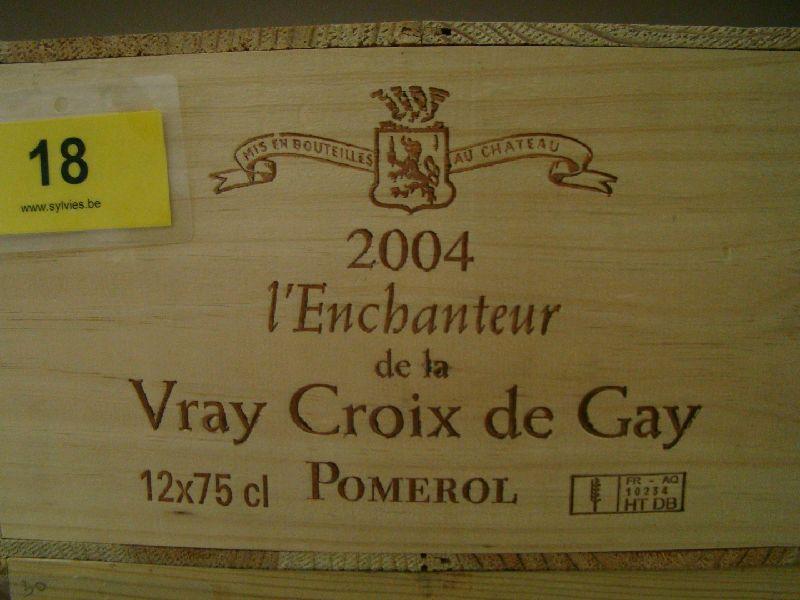 18
www.sylvies.be
MIS EN BOUTEILLES AU CHATEAU
2004
l'Enchanteur
de la
Vray Croix de Gay
12x75 cl POMEROL
FR - AQ
10234
HT DB
30